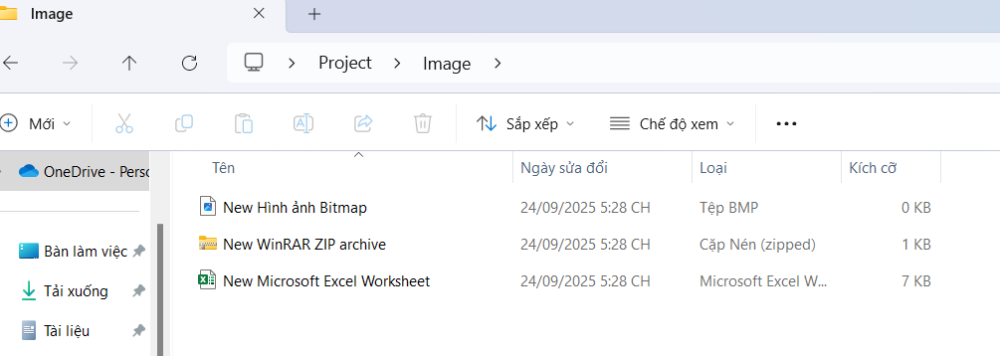 Image
Project
Image
Mới
Sắp xếp
Chế độ xem
OneDrive - Perso
Tên
Ngày sửa đổi
Loại
Kích cỡ
New Hình ảnh Bitmap
24/09/2025 5:28 CH
Tệp BMP
0 KB
Bàn làm việc
New WinRAR ZIP archive
24/09/2025 5:28 CH
Cặp Nén (zipped)
1 KB
Tải xuống
New Microsoft Excel Worksheet
24/09/2025 5:28 CH
Microsoft Excel W...
7 KB
Tài liệu